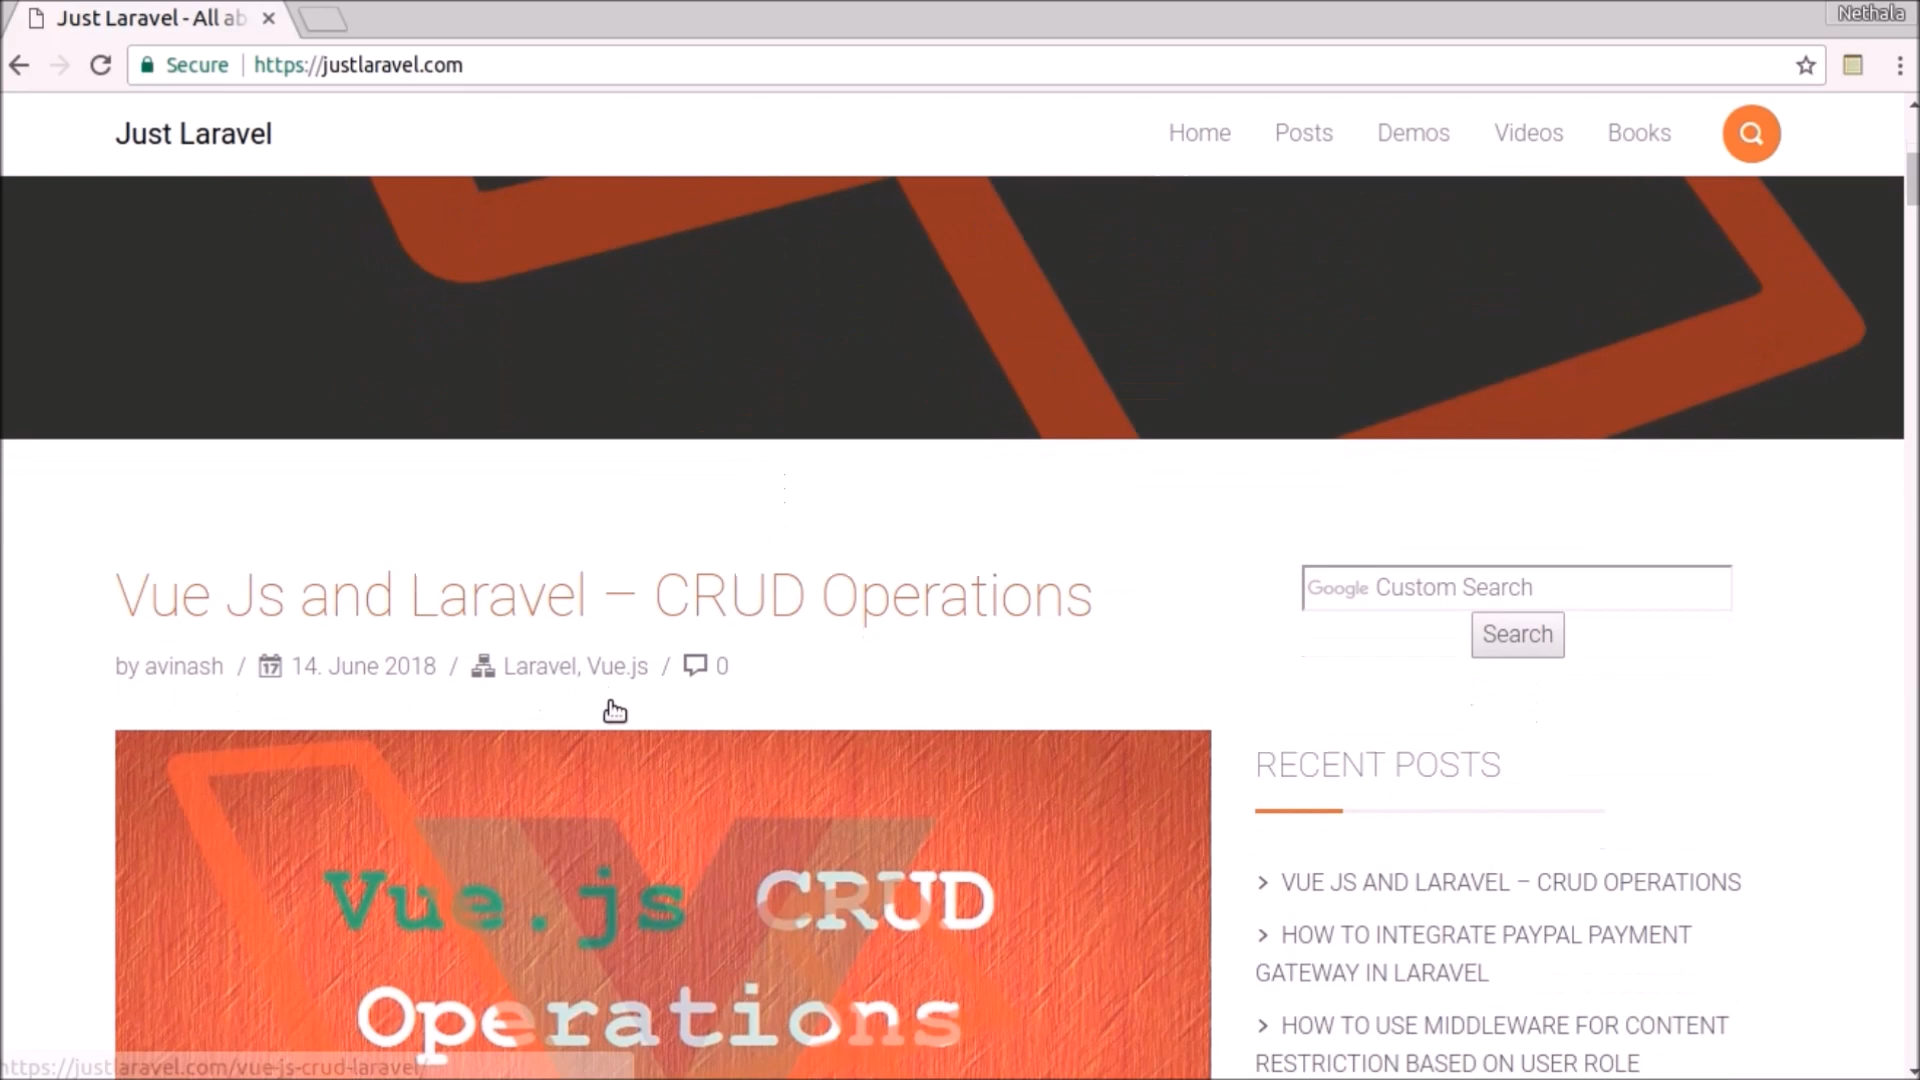 Just Laravel - All ab
Nethala
Secure
https://justlaravel.com
Just Laravel
Home
Posts
Demos
Videos
Books
Vue Js and Laravel – CRUD Operations
by avinash / 17 14. June 2018 / Laravel, Vue.js / 0
Google Custom Search
Search
RECENT POSTS
Vue.js CRUD
Operations
> VUE JS AND LARAVEL – CRUD OPERATIONS
> HOW TO INTEGRATE PAYPAL PAYMENT
GATEWAY IN LARAVEL
> HOW TO USE MIDDLEWARE FOR CONTENT
RESTRICTION BASED ON USER ROLE
https://justlaravel.com/vue-js-crud-laravel/